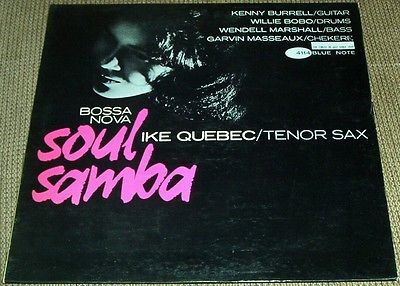 KENNY BURRELL/GUITAR
WILLIE BOBO/DRUMS
WENDELL MARSHALL/BASS
GARVIN MASSEAUX/CHEKERE
4114 BLUE NOTE
BOSSA
NOVA
soul
IKE QUEBEC/TENOR SAX
samba